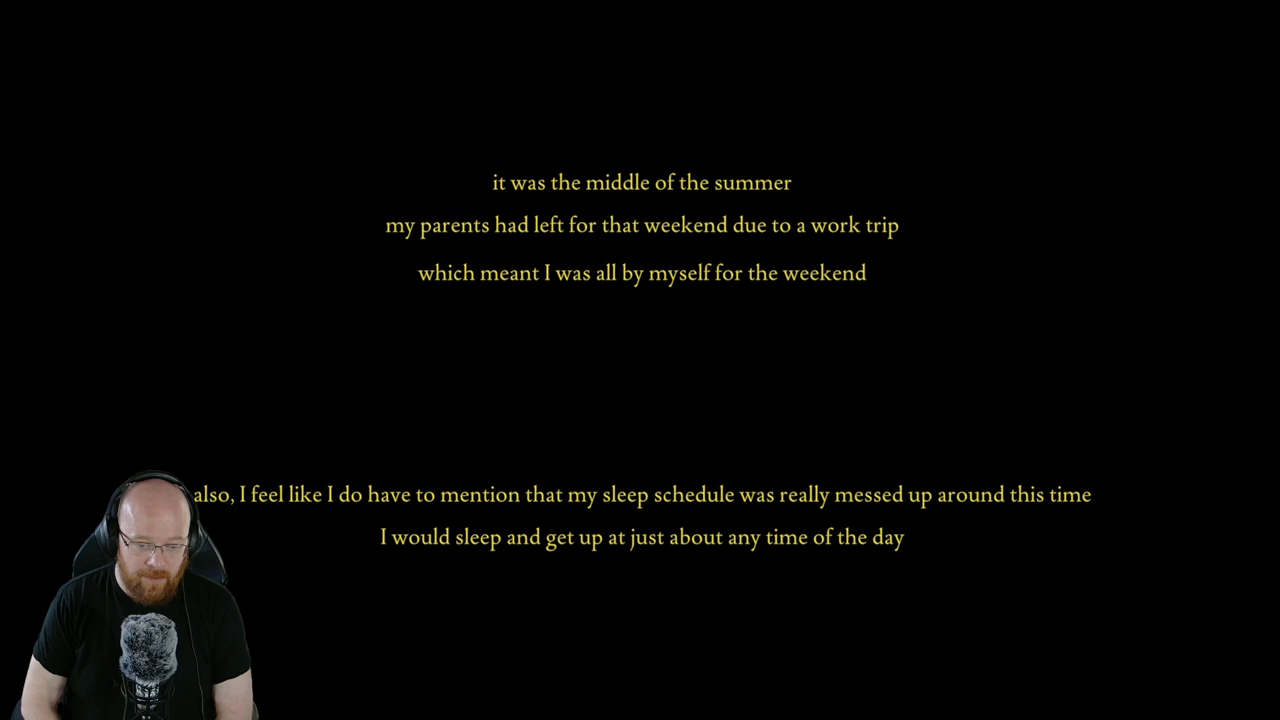 it was the middle of the summer
my parents had left for that weekend due to a work trip
which meant I was all by myself for the weekend
also, I feel like I do have to mention that my sleep schedule was really messed up around this time
I would sleep and get up at just about any time of the day